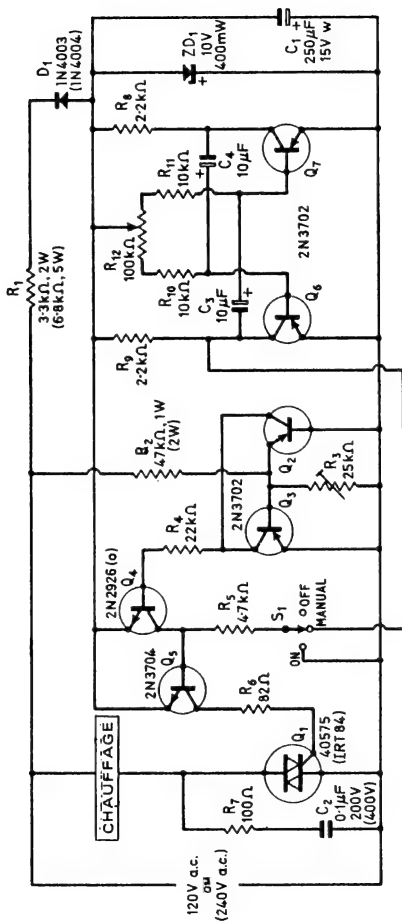 R₁
3·3kΩ, 2W
(6·8kΩ, 5W)
D₁
1N4003
(1N4004)
CHAUFFAGE
120V a.c.
(240V a.c.)
R₇
100Ω
C₂
0·1µF
200V
(400V)
Q₁
40575
(IRT84)
R₆
82Ω
2N3704
Q₅
2N2926(o)
Q₄
R₅
4·7kΩ
S₁
OFF
ON
MANUAL
R₄
22kΩ
B₂
47kΩ, 1W
(2W)
2N3702
Q₃
Q₂
R₃
25kΩ
R₉
2·2kΩ
R₁₂
100kΩ
R₁₀
10kΩ
R₁₁
10kΩ
C₃
10µF
+
C₄
10µF
+
R₈
2·2kΩ
Q₆
2N3702
Q₇
ZD₁
10V
400mW
+
C₁
+
250µF
15V w